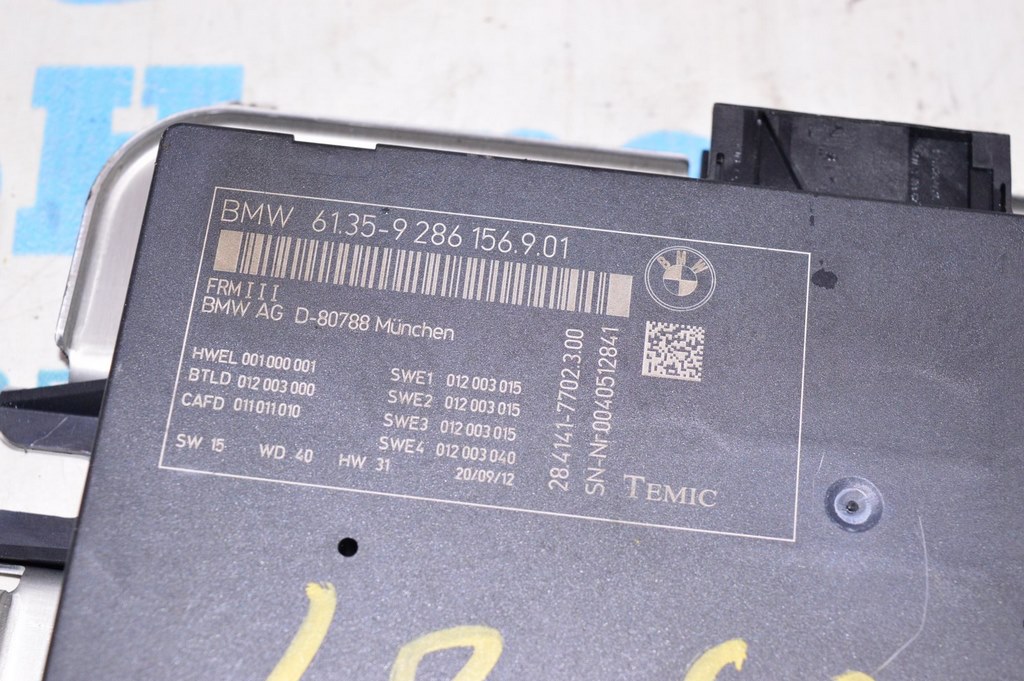 BMW 61.35-9 286 156.9.01
FRMIII
BMW AG D-80788 München
HWEL 001 000 001
BTLD 012 003 000
CAFD 011 011 010
SWE1 012 003 015
SWE2 012 003 015
SWE3 012 003 015
SWE4 012 003 040
SW 15 WD 40 HW 31 20/09/12
28.4141-7702.3.00
SN-Nr 0040512841
TEMIC
BMW